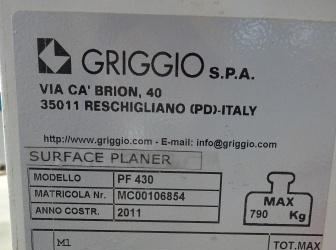 GRIGGIO S.P.A.
VIA CA' BRION, 40
35011 RESCHIGLIANO (PD)-ITALY
http://www.griggio.com - E-mail: info@griggio.com
SURFACE PLANER
MODELLO PF 430
MATRICOLA Nr. MC00106854
ANNO COSTR. 2011
MAX
790 Kg
M1 TOT.MAX